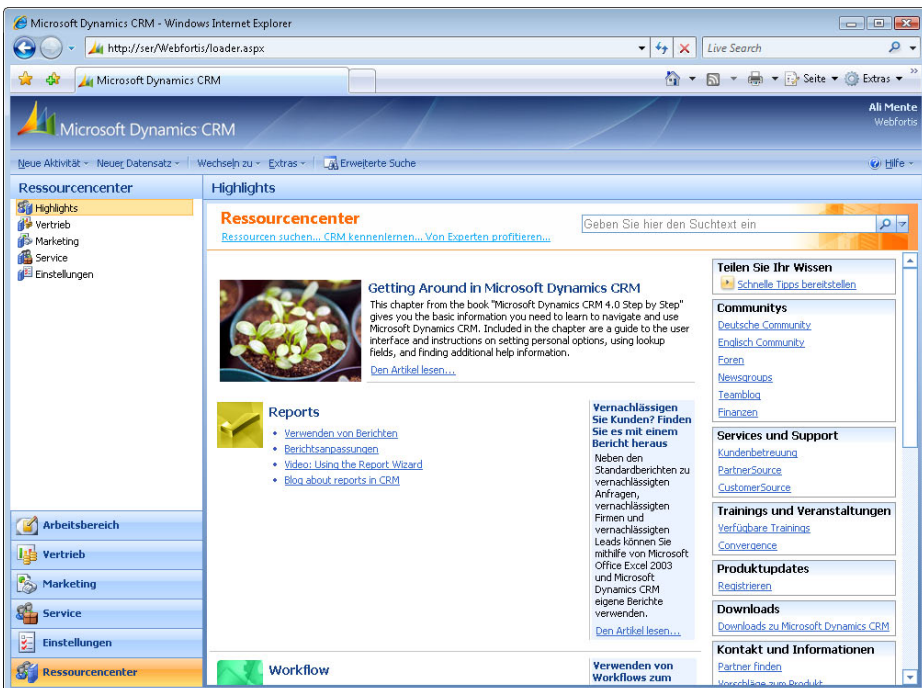 Microsoft Dynamics CRM - Windows Internet Explorer
http://ser/Webfortis/loader.aspx
Live Search
Microsoft Dynamics CRM
Seite
Extras
Microsoft Dynamics CRM
Ali Mente
Webfortis
Neue Aktivität
Neuer Datensatz
Wechseln zu
Extras
Erweiterte Suche
Hilfe
Ressourcencenter
Highlights
Vertrieb
Marketing
Service
Einstellungen
Arbeitsbereich
Vertrieb
Marketing
Service
Einstellungen
Ressourcencenter
Highlights
Ressourcencenter
Ressourcen suchen... CRM kennenlernen... Von Experten profitieren...
Geben Sie hier den Suchtext ein
Getting Around in Microsoft Dynamics CRM
This chapter from the book "Microsoft Dynamics CRM 4.0 Step by Step"
gives you the basic information you need to learn to navigate and use
Microsoft Dynamics CRM. Included in the chapter are a guide to the user
interface and instructions on setting personal options, using lookup
fields, and finding additional help information.
Den Artikel lesen...
Reports
Verwenden von Berichten
Berichtsanpassungen
Video: Using the Report Wizard
Blog about reports in CRM
Vernachlässigen
Sie Kunden? Finden
Sie es mit einem
Bericht heraus
Neben den
Standardberichten zu
vernachlässigten
Anfragen,
vernachlässigten
Firmen und
vernachlässigten
Leads können Sie
mithilfe von Microsoft
Office Excel 2003
und Microsoft
Dynamics CRM
eigene Berichte
verwenden.
Den Artikel lesen...
Workflow
Verwenden von
Workflows zum
Teilen Sie Ihr Wissen
Schnelle Tipps bereitstellen
Communitys
Deutsche Community
Englisch Community
Foren
Newsgroups
Teamblog
Finanzen
Services und Support
Kundenbetreuung
PartnerSource
CustomerSource
Trainings und Veranstaltungen
Verfügbare Trainings
Convergence
Produktupdates
Registrieren
Downloads
Downloads zu Microsoft Dynamics CRM
Kontakt und Informationen
Partner finden
Vorschläge zum Produkt